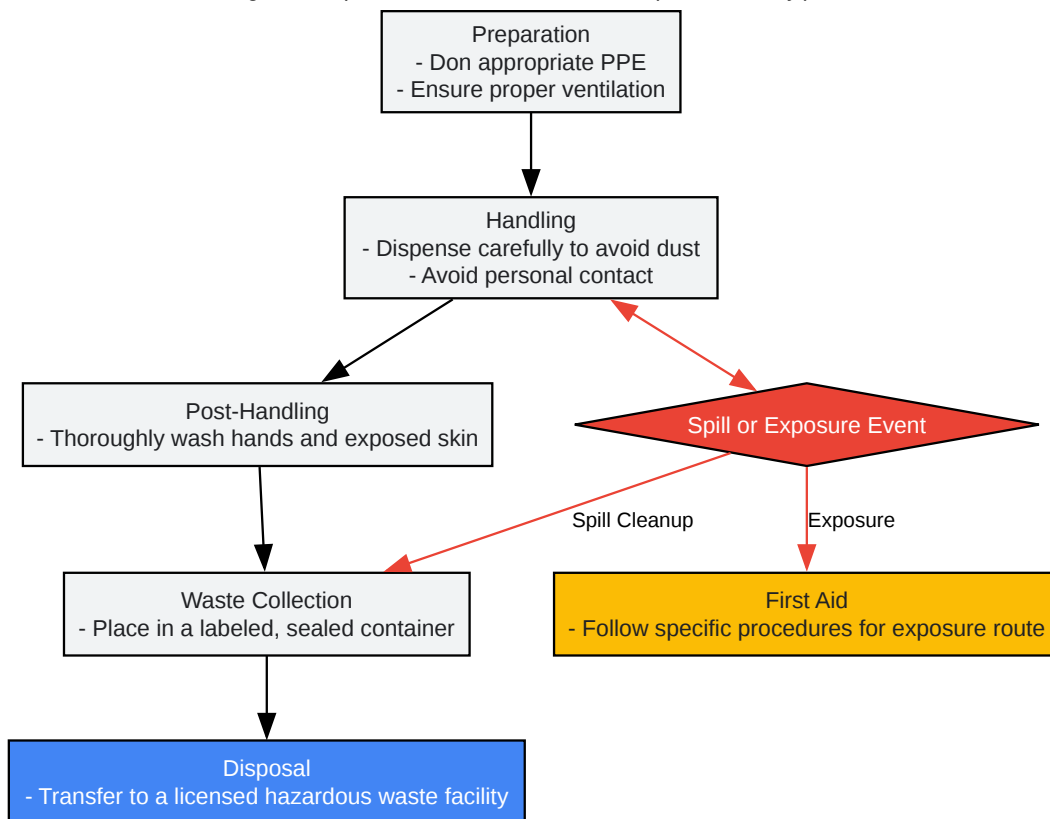 Preparation
- Don appropriate PPE
- Ensure proper ventilation
Handling
- Dispense carefully to avoid dust
- Avoid personal contact
Post-Handling
- Thoroughly wash hands and exposed skin
Spill or Exposure Event
Spill Cleanup
Exposure
Waste Collection
- Place in a labeled, sealed container
First Aid
- Follow specific procedures for exposure route
Disposal
- Transfer to a licensed hazardous waste facility